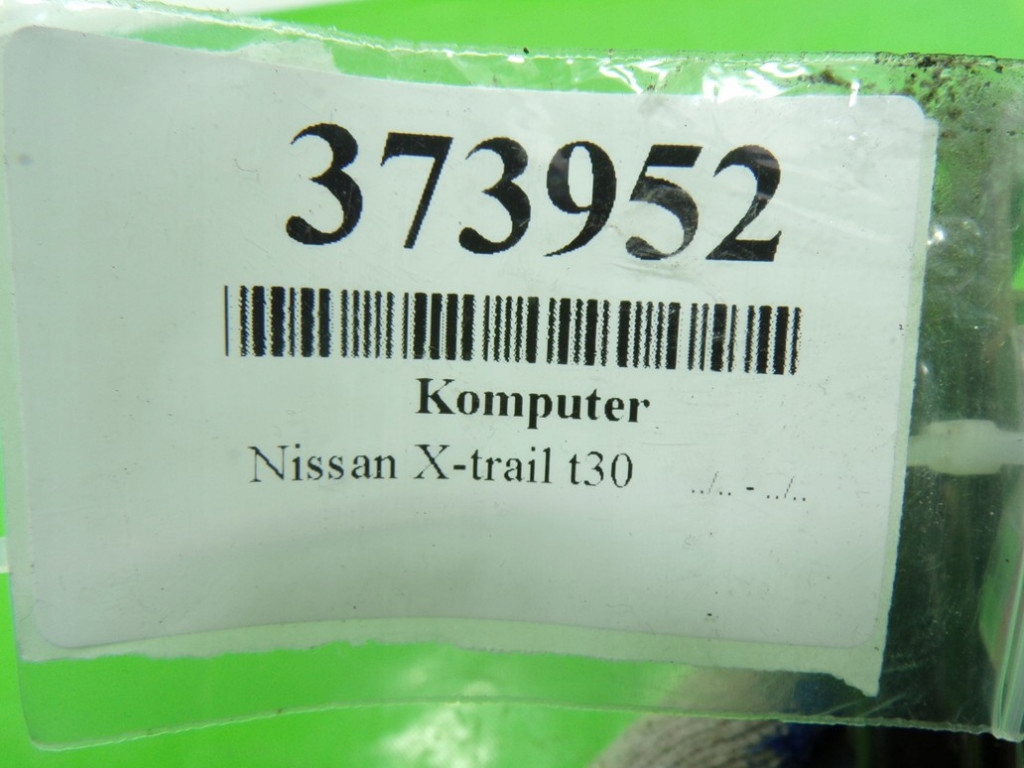 373952
Komputer
Nissan X-trail t30 ../.. - ../..